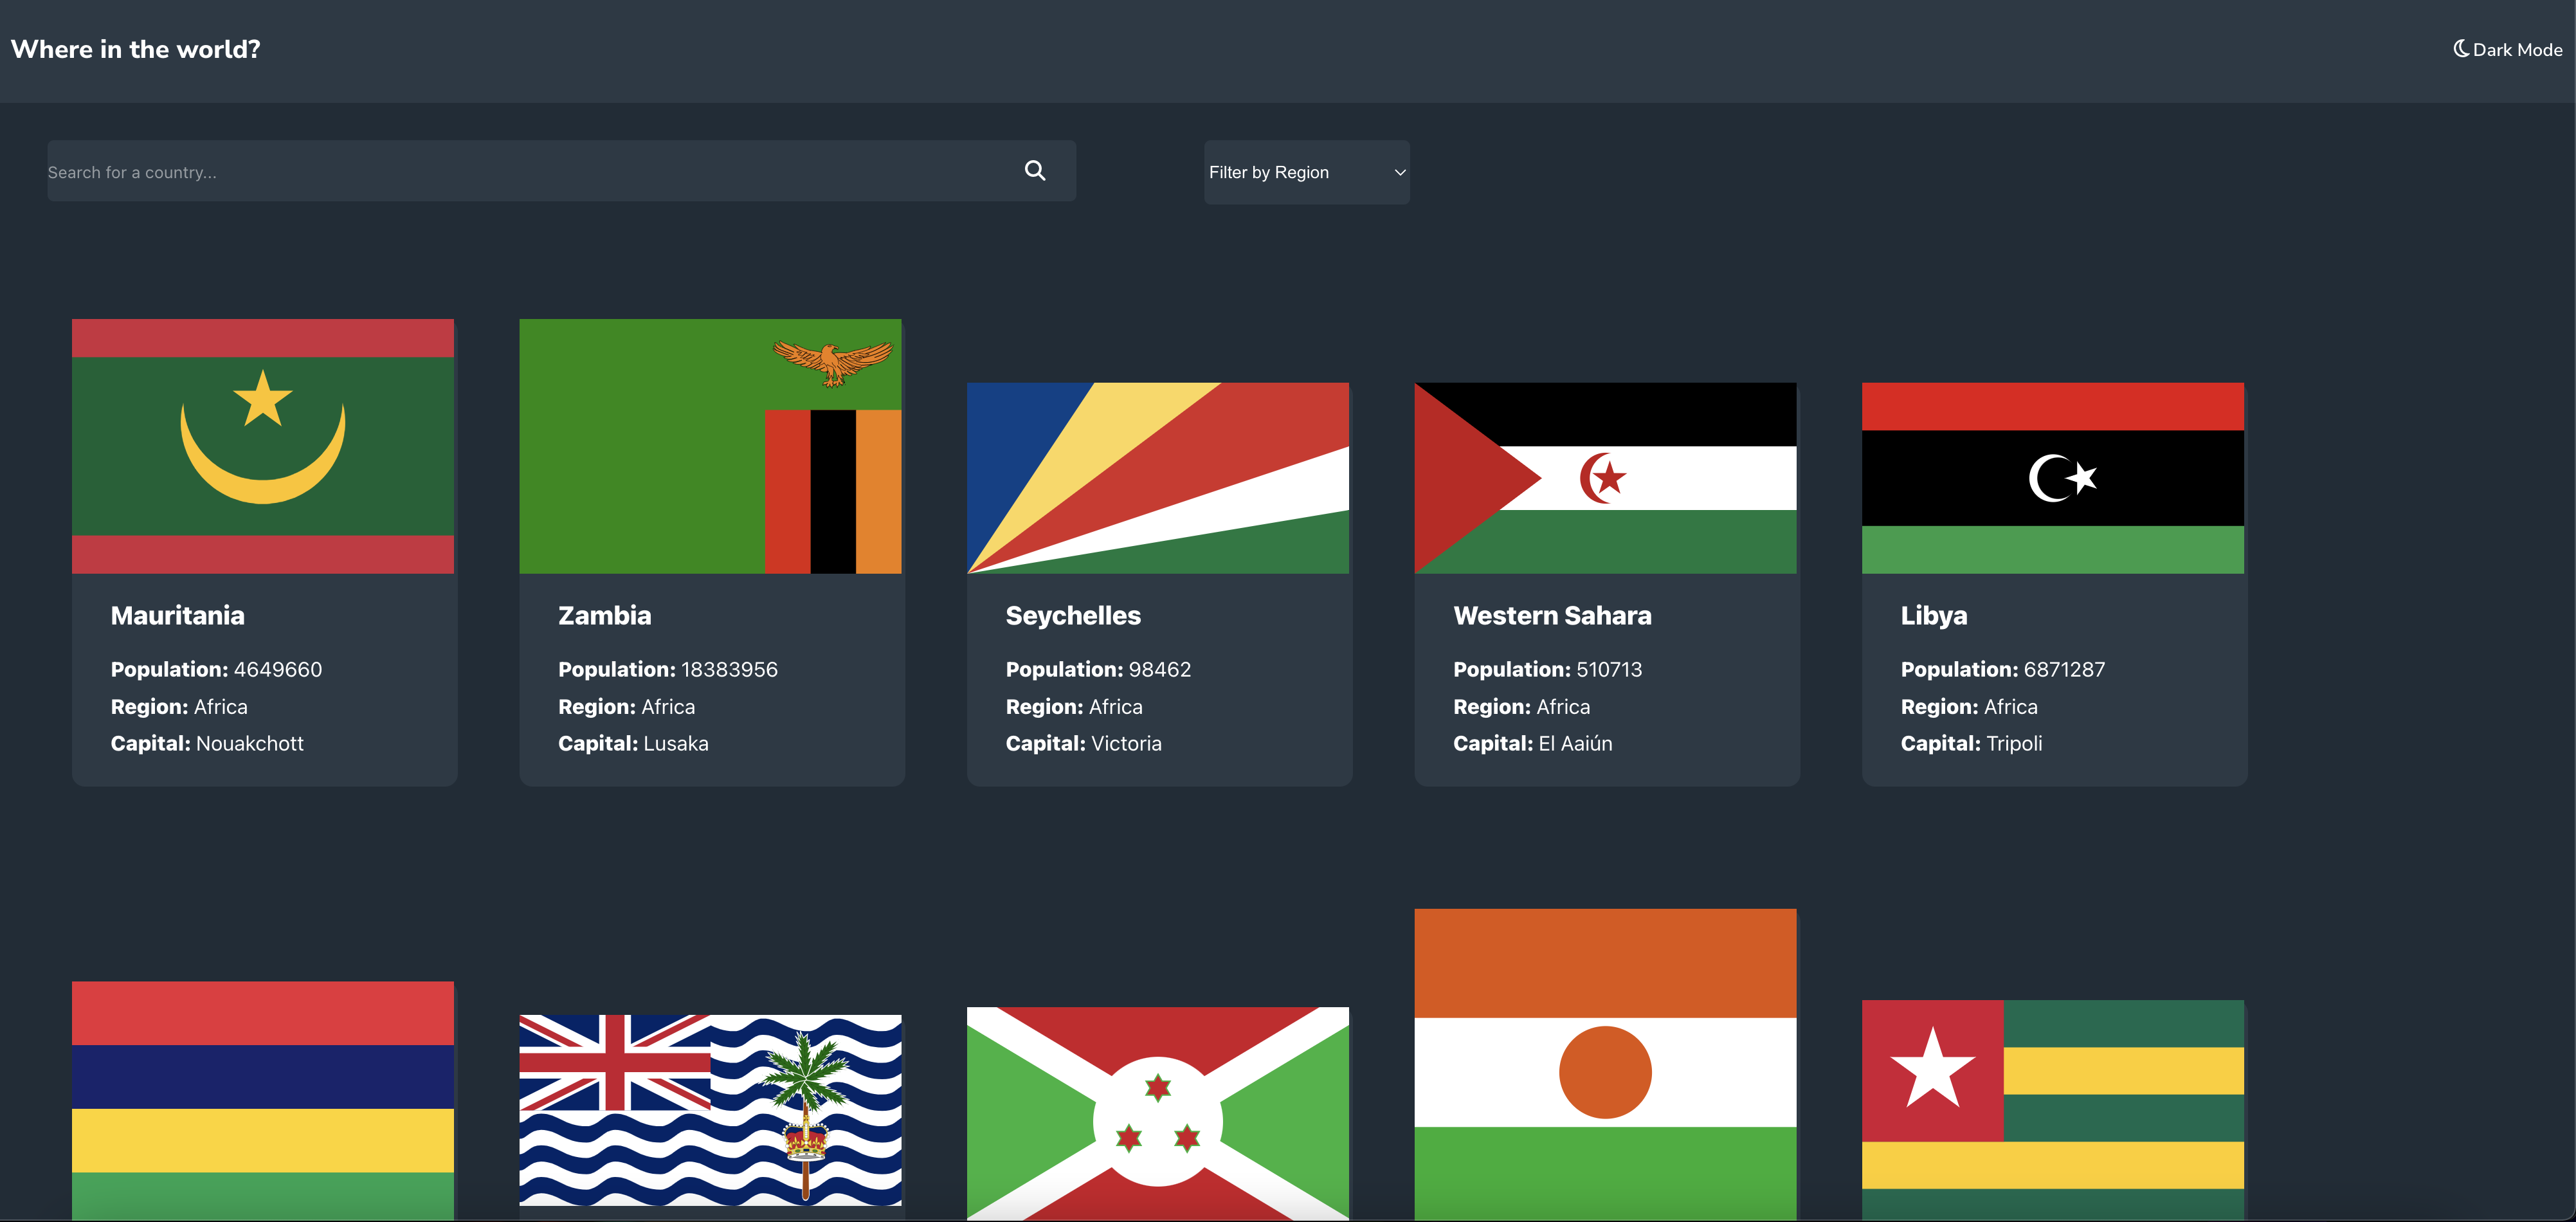 Where in the world?
Dark Mode
Search for a country...
Filter by Region
Mauritania
Population: 4649660
Region: Africa
Capital: Nouakchott
Zambia
Population: 18383956
Region: Africa
Capital: Lusaka
Seychelles
Population: 98462
Region: Africa
Capital: Victoria
Western Sahara
Population: 510713
Region: Africa
Capital: El Aaiún
Libya
Population: 6871287
Region: Africa
Capital: Tripoli